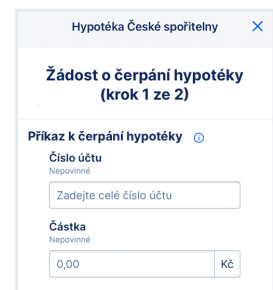 Hypotéka České spořitelny
Žádost o čerpání hypotéky
(krok 1 ze 2)
Příkaz k čerpání hypotéky
Číslo účtu
Nepovinné
Zadejte celé číslo účtu
Částka
Nepovinné
0,00 Kč